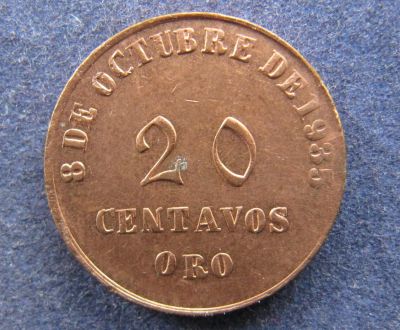 8 DE OCTUBRE DE 1935
20
CENTAVOS
ORO